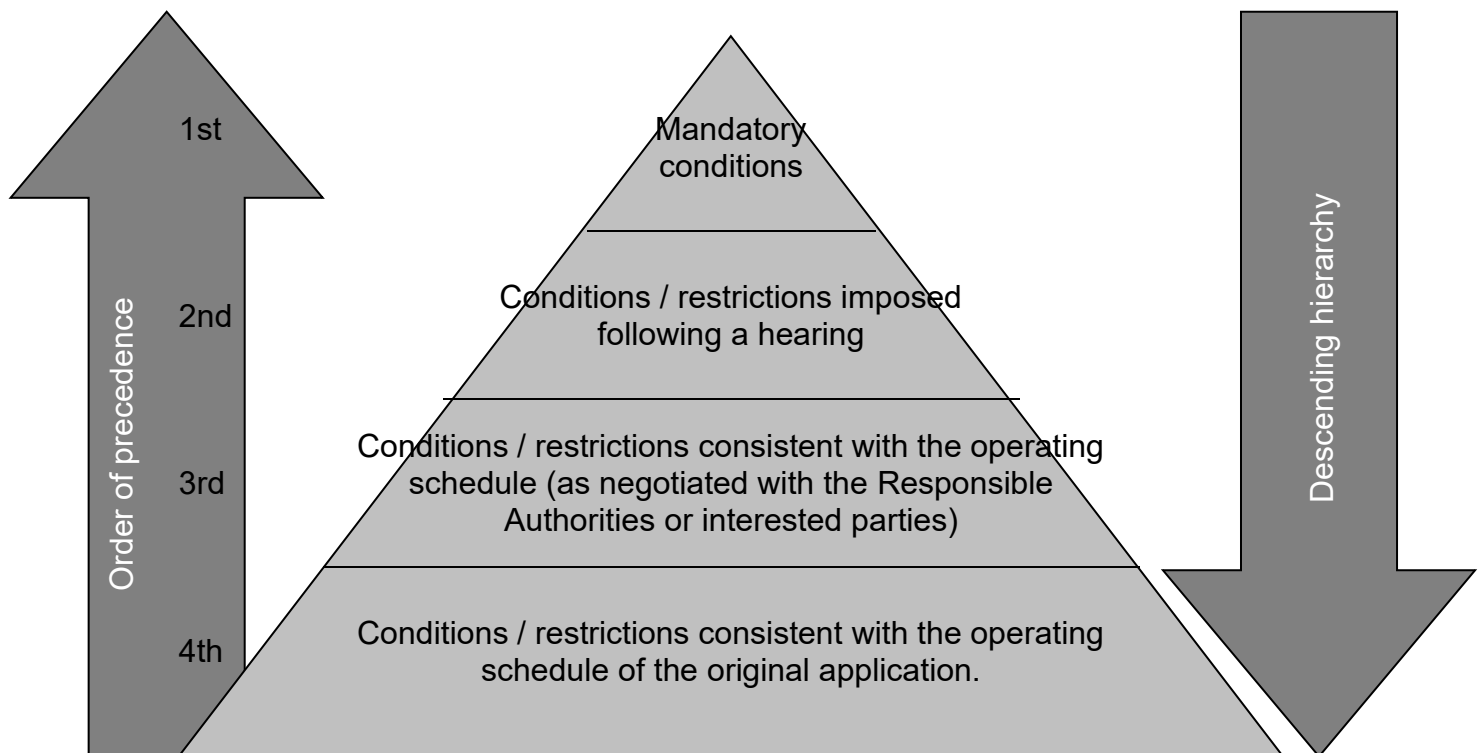 1st
Mandatory
conditions
2nd
Conditions / restrictions imposed
following a hearing
3rd
Conditions / restrictions consistent with the operating
schedule (as negotiated with the Responsible
Authorities or interested parties)
4th
Conditions / restrictions consistent with the operating
schedule of the original application.
Order of precedence
Descending hierarchy